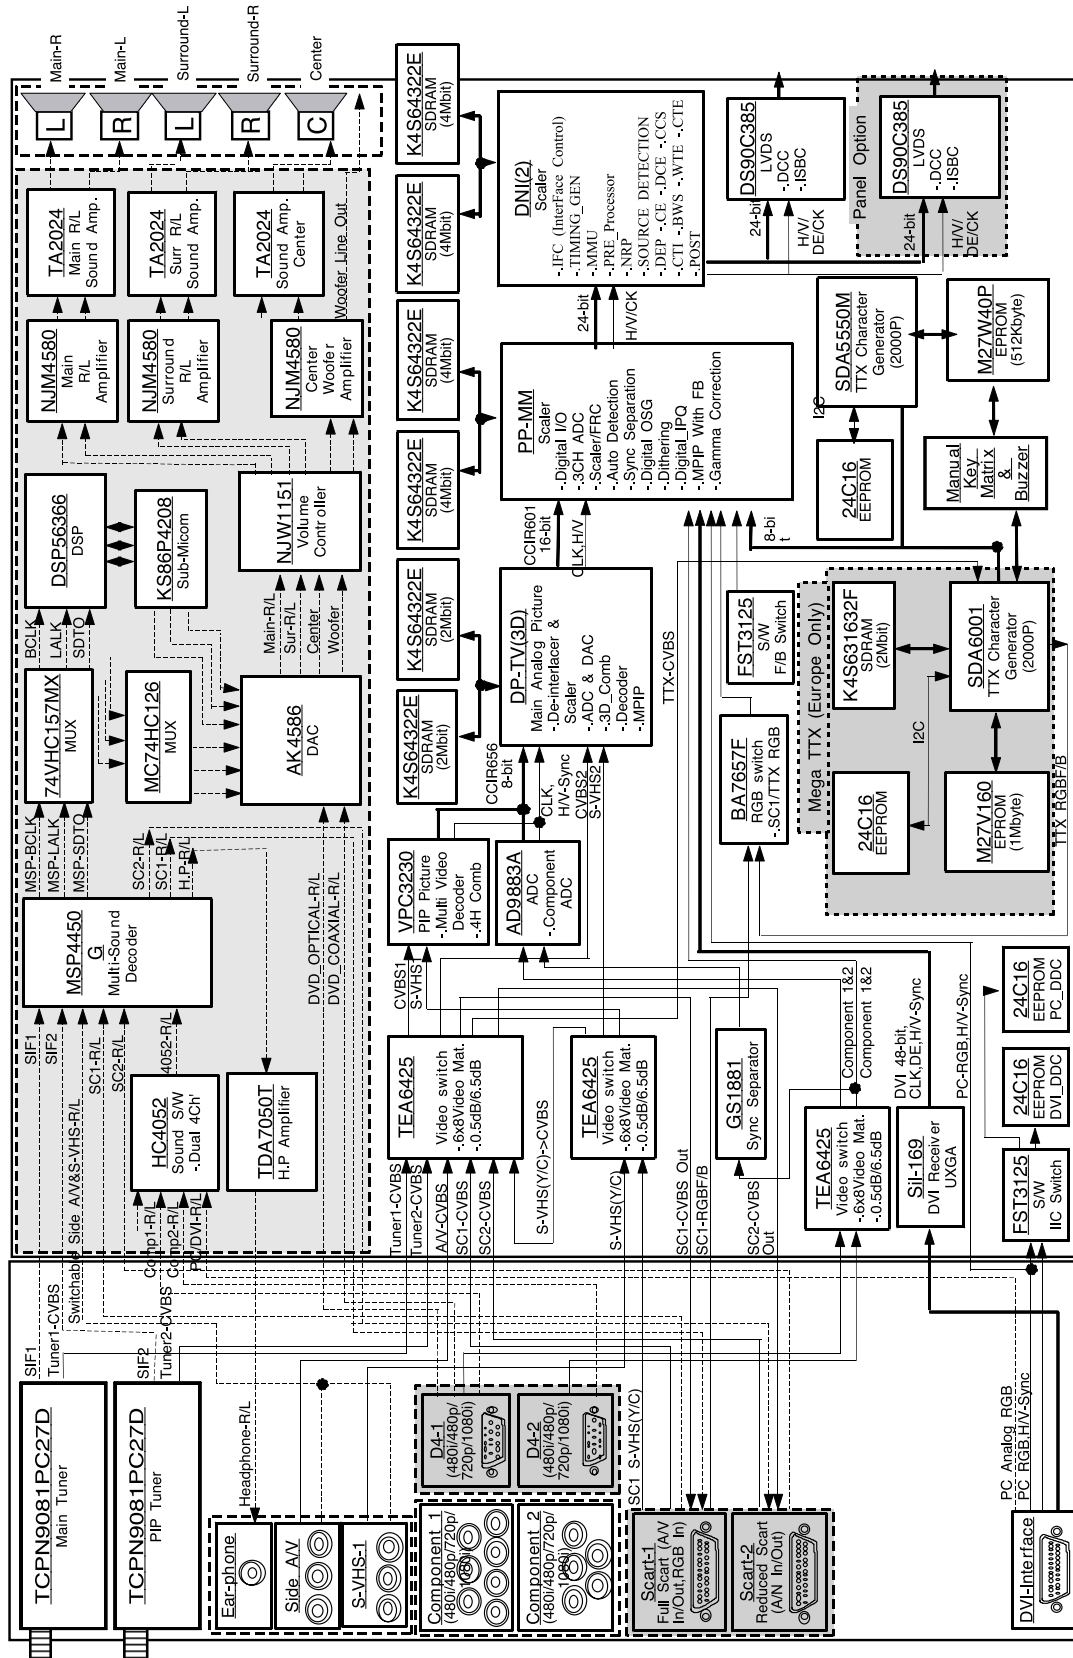 TCPN9081PC27D
Main Tuner
TCPN9081PC27D
PIP Tuner
Ear-phone
Side A/V
S-VHS-1
Component 1
(480i/480p/720p/
1080i)
Component 2
(480i/480p/720p/
1080i)
D4-1
(480i/480p/
720p/1080i)
D4-2
(480i/480p/
720p/1080i)
Scart-1
Full Scart (A/V
In/Out,RGB In)
Scart-2
Reduced Scart
(A/N In/Out)
DVI-Interface
SIF1
Tuner1-CVBS
SIF2
Tuner2-CVBS
Headphone-R/L
SC1 S-VHS(Y/C)
PC Analog RGB
PC RGB,H/V-Sync
SIF1
SIF2
Switchable Side A/V&S-VHS-R/L
SC1-R/L
SC2-R/L
Comp1-R/L
Comp2-R/L
PC/DVI-R/L
4052-R/L
HC4052
Sound S/W
-.Dual 4Ch'
TDA7050T
H.P Amplifier
MSP4450
G
Multi-Sound
Decoder
MSP-BCLK
MSP-LALK
MSP-SDTO
SC2-R/L
SC1-R/L
H.P-R/L
DVD_OPTICAL-R/L
DVD_COAXIAL-R/L
74VHC157MX
MUX
MC74HC126
MUX
AK4586
DAC
BCLK
LALK
SDTO
DSP56366
DSP
KS86P4208
Sub-Micom
Main-R/L
Sur-R/L
Center
Woofer
NJW1151
Volume
Controller
NJM4580
Main
R/L
Amplifier
NJM4580
Surround
R/L
Amplifier
NJM4580
Center
Woofer
Amplifier
Woofer Line Out
TA2024
Main R/L
Sound Amp.
TA2024
Surr R/L
Sound Amp.
TA2024
Sound Amp.
Center
L
R
L
R
C
Main-R
Main-L
Surround-L
Surround-R
Center
Tuner1-CVBS
Tuner2-CVBS
A/V-CVBS
SC1-CVBS
SC2-CVBS
S-VHS(Y/C)->CVBS
S-VHS(Y/C)
SC1-CVBS Out
SC1-RGBF/B
SC2-CVBS
Out
TEA6425
Video switch
-.6x8Video Mat.
-.0.5dB/6.5dB
TEA6425
Video switch
-.6x8Video Mat.
-.0.5dB/6.5dB
GS1881
Sync Separator
TEA6425
Video switch
-.6x8Video Mat.
-.0.5dB/6.5dB
Sil-169
DVI Receiver
UXGA
FST3125
S/W
IIC Switch
24C16
EEPROM
DVI_DDC
24C16
EEPROM
PC_DDC
CVBS1
S-VHS1
Component 1&2
Component 1&2
DVI 48-bit,
CLK,DE,H/V-Sync
PC-RGB,H/V-Sync
VPC3230
PIP Picture
-.Multi Video
Decoder
-.4H Comb
AD9883A
ADC
-.Component
ADC
CCIR656
8-bit
CLK,
H/V-Sync
CVBS2
S-VHS2
K4S64322E
SDRAM
(2Mbit)
K4S64322E
SDRAM
(2Mbit)
DP-TV(3D)
Main Analog Picture
-.De-interlacer &
Scaler
-.ADC & DAC
-.3D_Comb
-.Decoder
-.MPIP
TTX-CVBS
BA7657F
RGB switch
-.SC1/TTX RGB
FST3125
S/W
F/B Switch
CCIR601
16-bit
CLK,H/V
8-bi
t
K4S64322E
SDRAM
(4Mbit)
K4S64322E
SDRAM
(4Mbit)
PP-MM
Scaler
-.Digital I/O
-.3CH ADC
-.Scaler/FRC
-.Auto Detection
-.Sync Separation
-.Digital OSG
-.Dithering
-.Digital_IPQ
-.MPIP With FB
-.Gamma Correction
24-bit
H/V/CK
K4S64322E
SDRAM
(4Mbit)
K4S64322E
SDRAM
(4Mbit)
DNI(2)
Scaler
-.IFC (InterFace Control)
-.TIMING_GEN
-.MMU
-.PRE_Processor
-.NRP
-.SOURCE DETECTION
-.DEP -.CE -.DCE -.CCS
-.CTI -.BWS -.WTE -.CTE
-.POST
24-bit
H/V/
DE/CK
DS90C385
LVDS
-.DCC
-.ISBC
Panel Option
24-bit
H/V/
DE/CK
DS90C385
LVDS
-.DCC
-.ISBC
Mega TTX (Europe Only)
24C16
EEPROM
K4S631632F
SDRAM
(2Mbit)
I2C
M27V160
EPROM
(1Mbyte)
SDA6001
TTX Character
Generator
(2000P)
TTX RGBF/B
24C16
EEPROM
I2C
SDA5550M
TTX Character
Generator
(2000P)
Manual
Key
Matrix
&
Buzzer
M27W40P
EPROM
(512Kbyte)